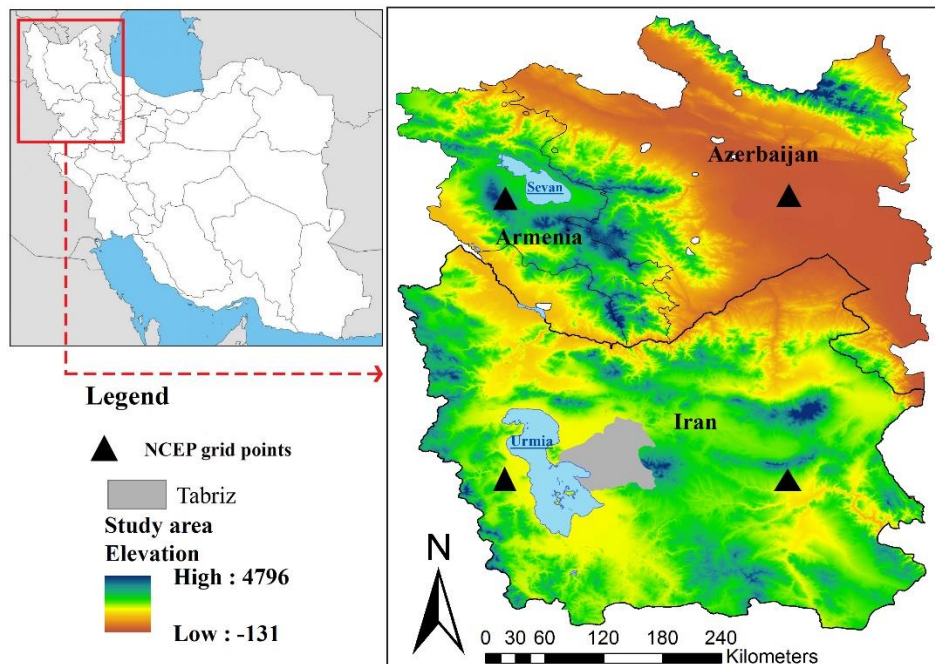 Legend
NCEP grid points
Tabriz
Study area
Elevation
High : 4796
Low : -131
Azerbaijan
Sevan
Armenia
Iran
Urmia
N
0 30 60 120 180 240
Kilometers